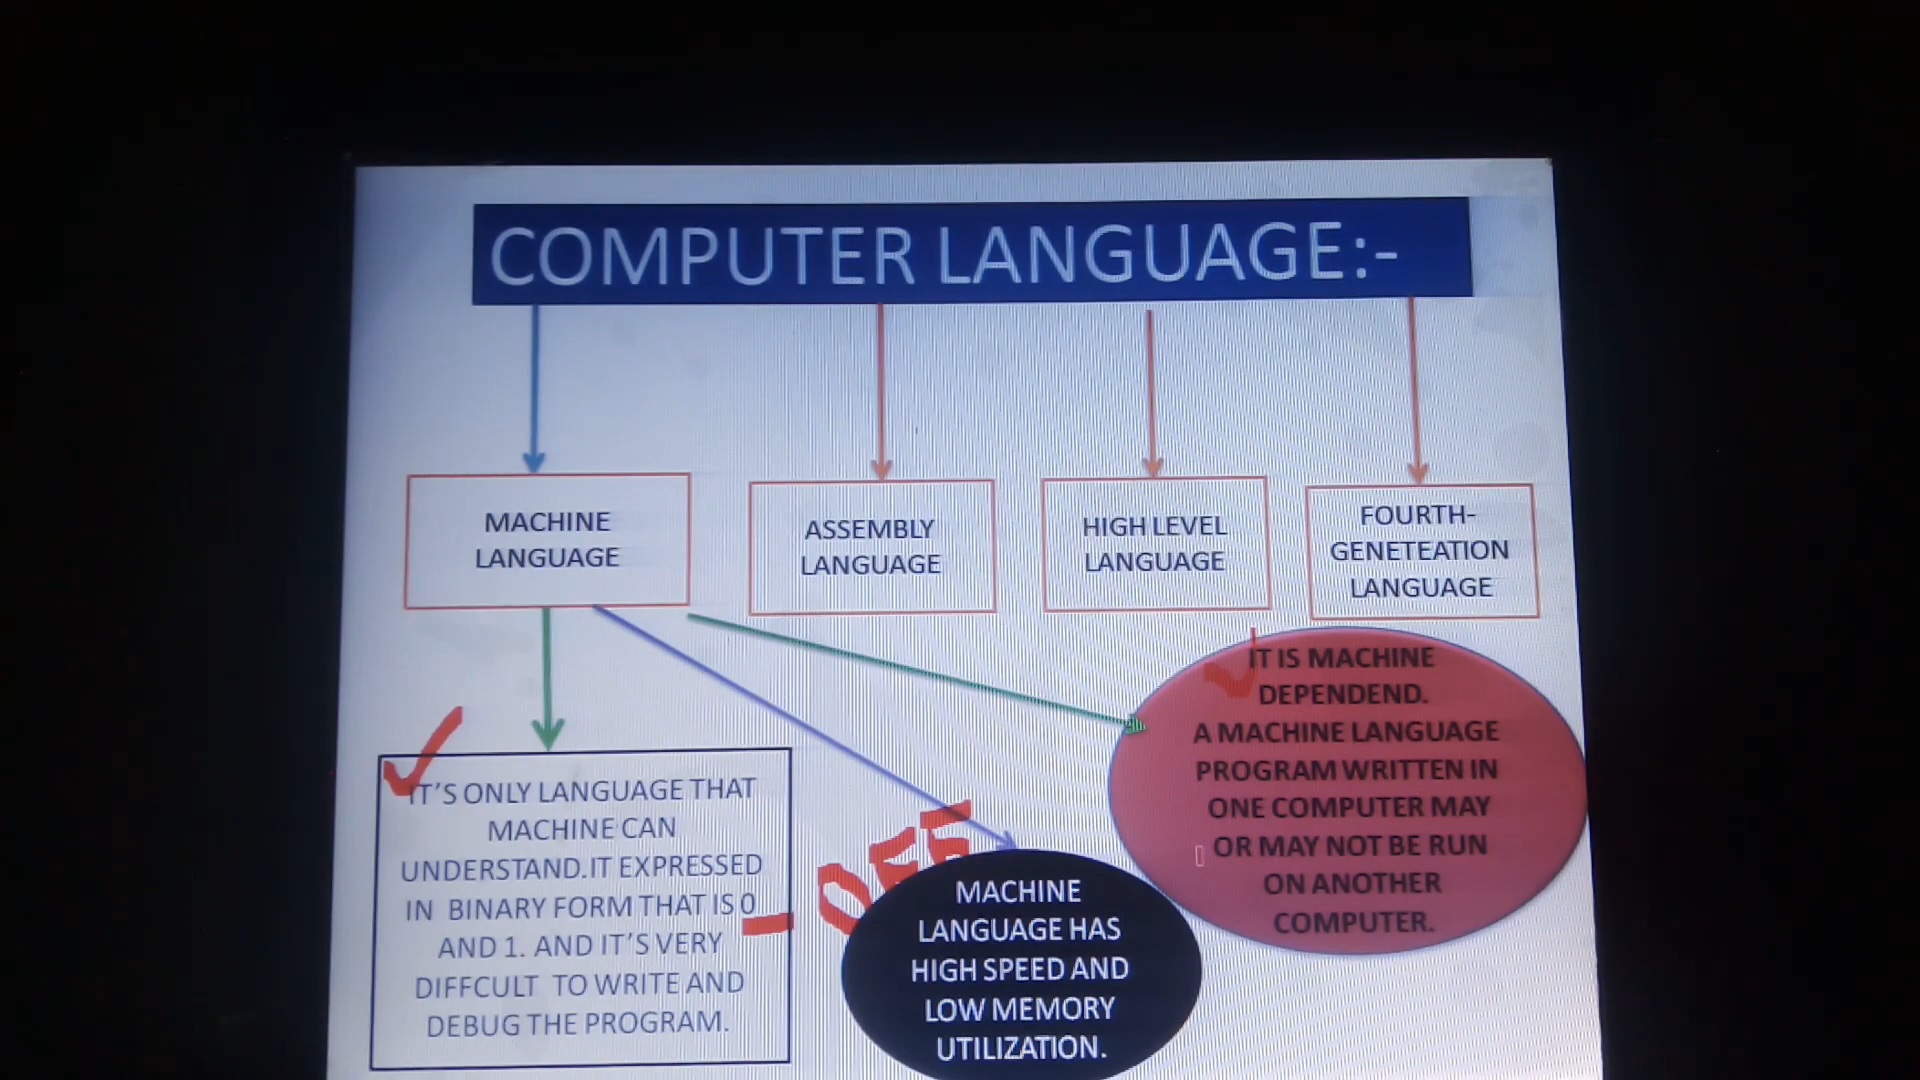 COMPUTER LANGUAGE:-
MACHINE
LANGUAGE
ASSEMBLY
LANGUAGE
HIGH LEVEL
LANGUAGE
FOURTH-
GENETEATION
LANGUAGE
IT'S ONLY LANGUAGE THAT
MACHINE CAN
UNDERSTAND.IT EXPRESSED
IN BINARY FORM THAT IS 0
AND 1. AND IT'S VERY
DIFFCULT TO WRITE AND
DEBUG THE PROGRAM.
OFF
MACHINE
LANGUAGE HAS
HIGH SPEED AND
LOW MEMORY
UTILIZATION.
IT IS MACHINE
DEPENDEND.
A MACHINE LANGUAGE
PROGRAM WRITTEN IN
ONE COMPUTER MAY
OR MAY NOT BE RUN
ON ANOTHER
COMPUTER.